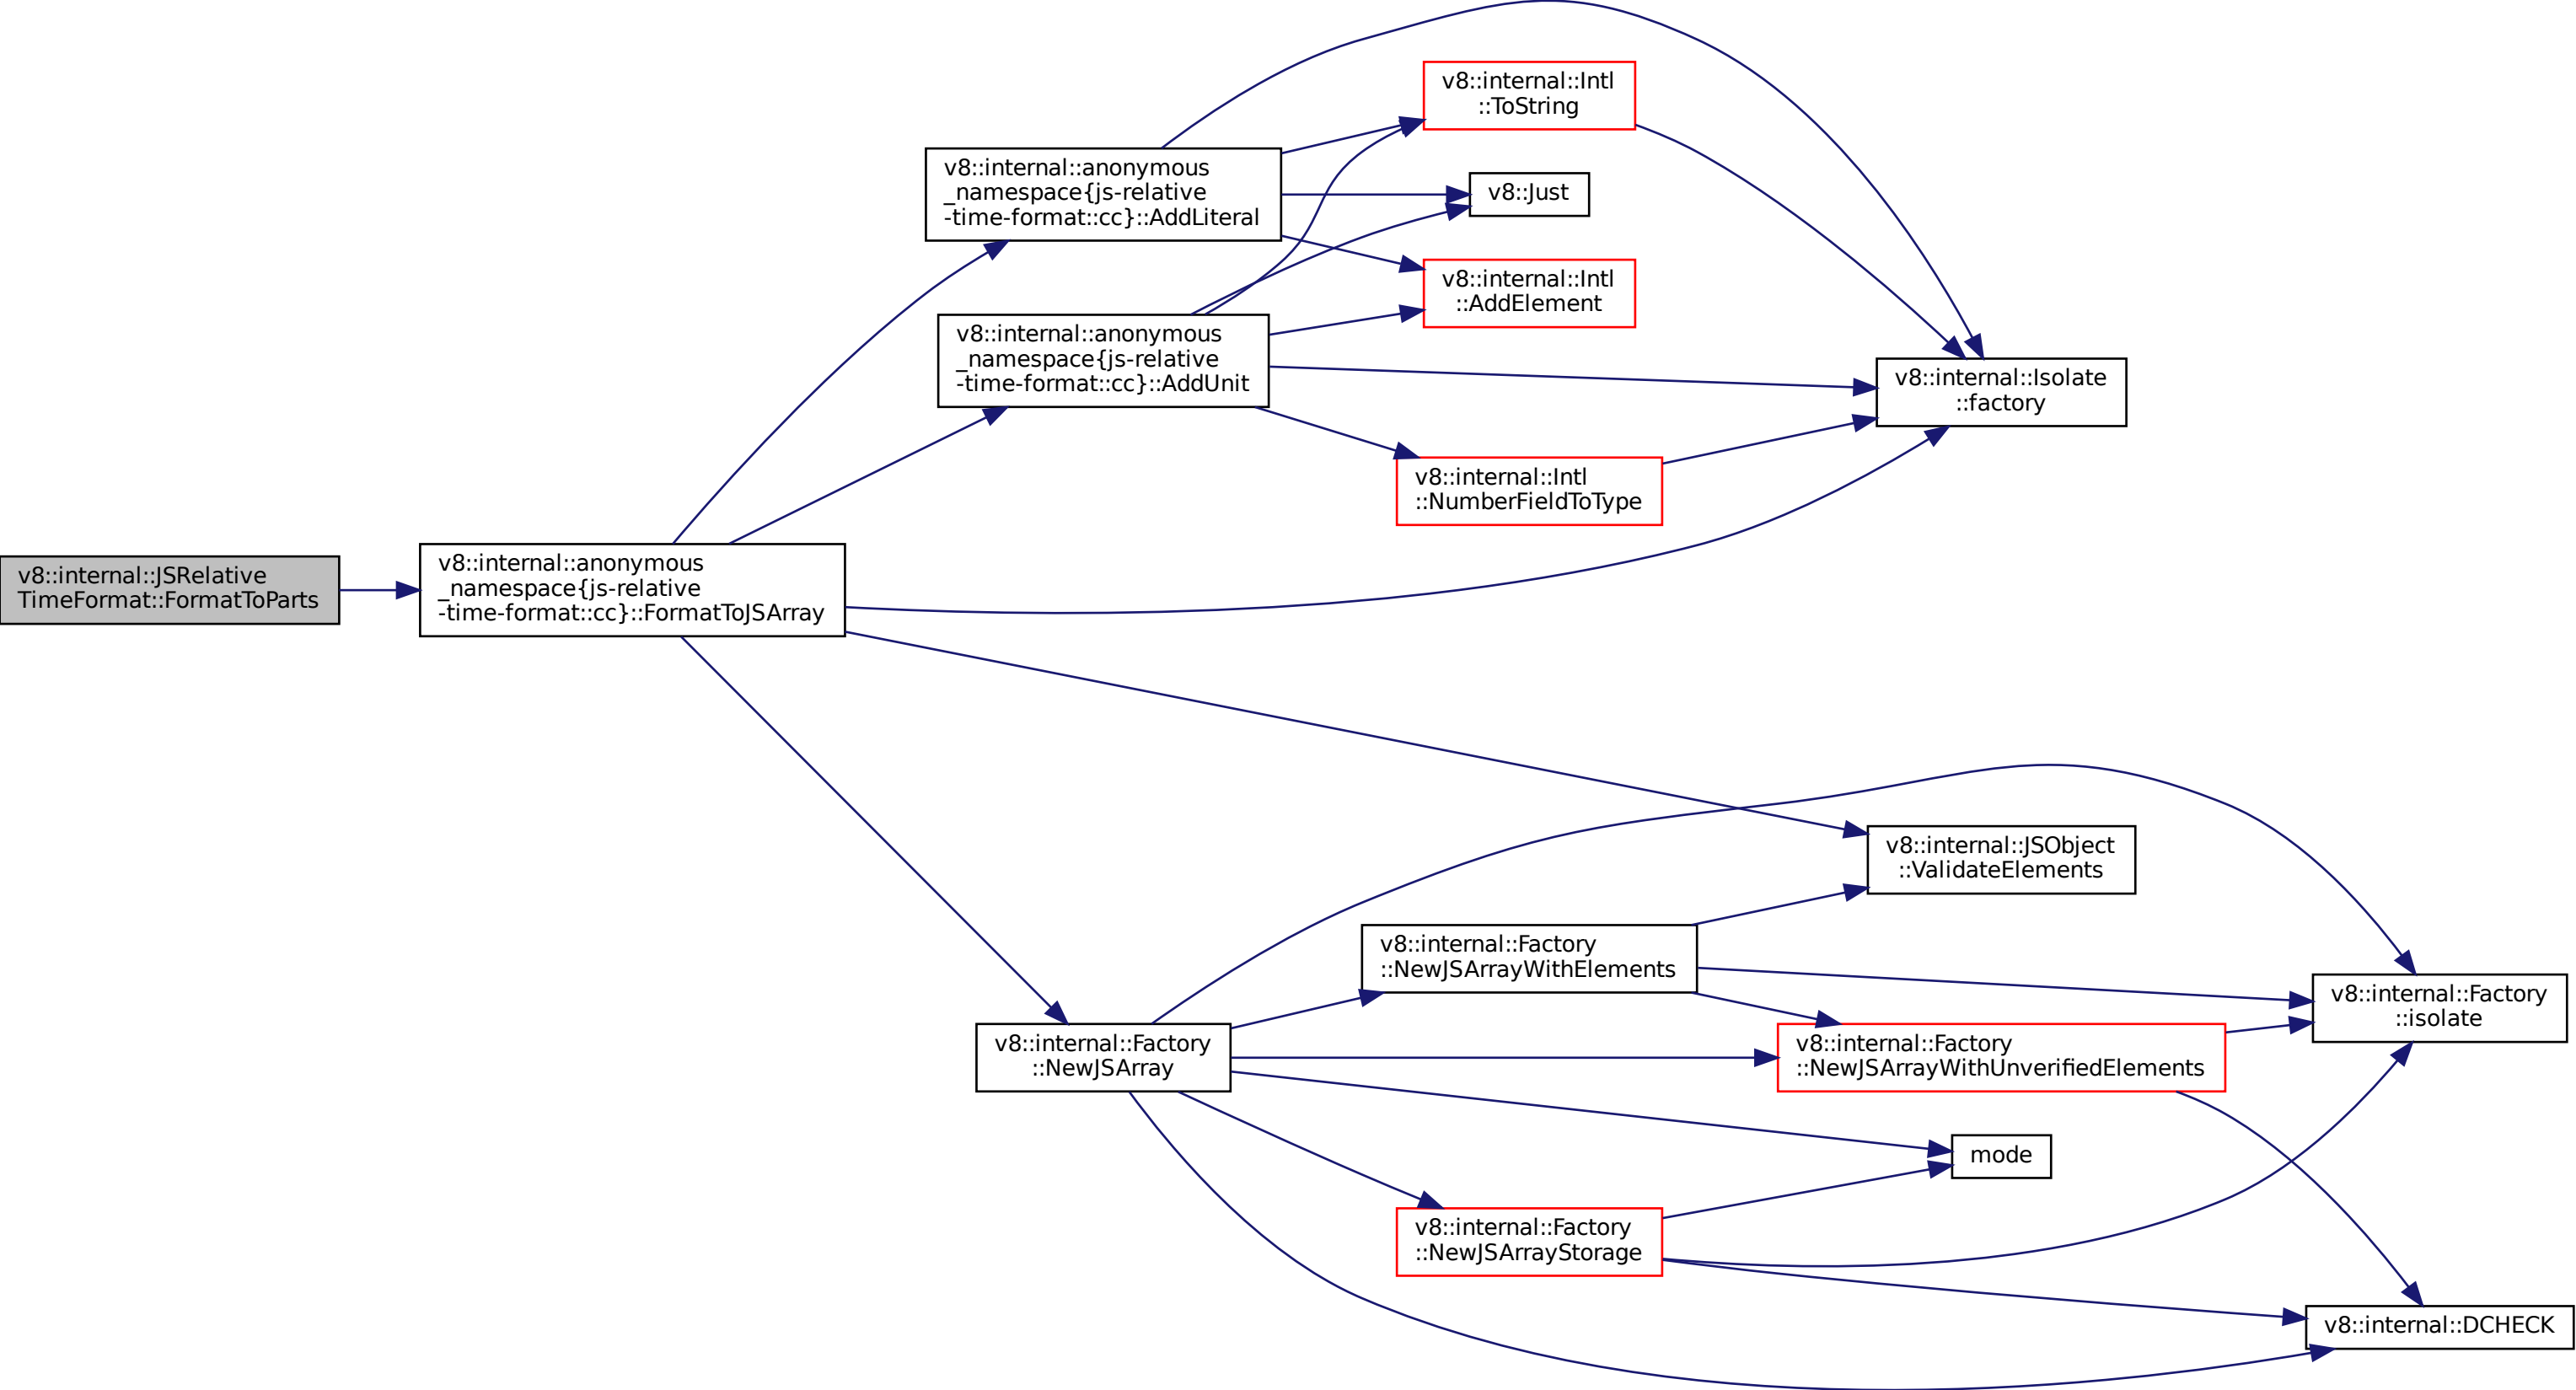 v8::internal::JSRelative
TimeFormat::FormatToParts
v8::internal::anonymous
_namespace{js-relative
-time-format::cc}::FormatToJSArray
v8::internal::anonymous
_namespace{js-relative
-time-format::cc}::AddLiteral
v8::internal::anonymous
_namespace{js-relative
-time-format::cc}::AddUnit
v8::internal::Factory
::NewJSArray
v8::internal::Intl
::ToString
v8::Just
v8::internal::Intl
::AddElement
v8::internal::Intl
::NumberFieldToType
v8::internal::Isolate
::factory
v8::internal::JSObject
::ValidateElements
v8::internal::Factory
::NewJSArrayWithElements
v8::internal::Factory
::NewJSArrayWithUnverifiedElements
mode
v8::internal::Factory
::NewJSArrayStorage
v8::internal::Factory
::isolate
v8::internal::DCHECK